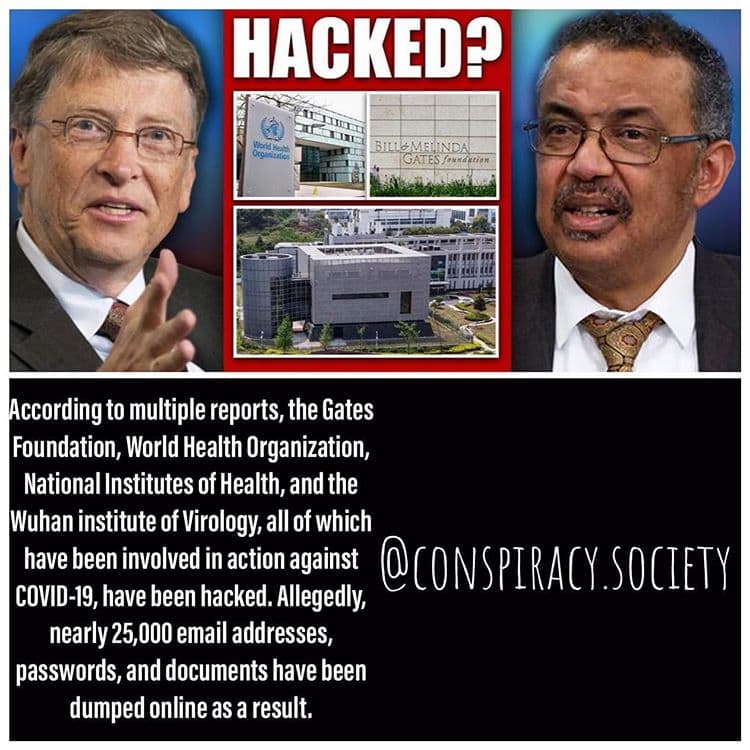 HACKED?
World Health
Organization
BILL & MELINDA
GATES foundation
According to multiple reports, the Gates
Foundation, World Health Organization,
National Institutes of Health, and the
Wuhan institute of Virology, all of which
have been involved in action against
COVID-19, have been hacked. Allegedly,
nearly 25,000 email addresses,
passwords, and documents have been
dumped online as a result.
@CONSPIRACY.SOCIETY